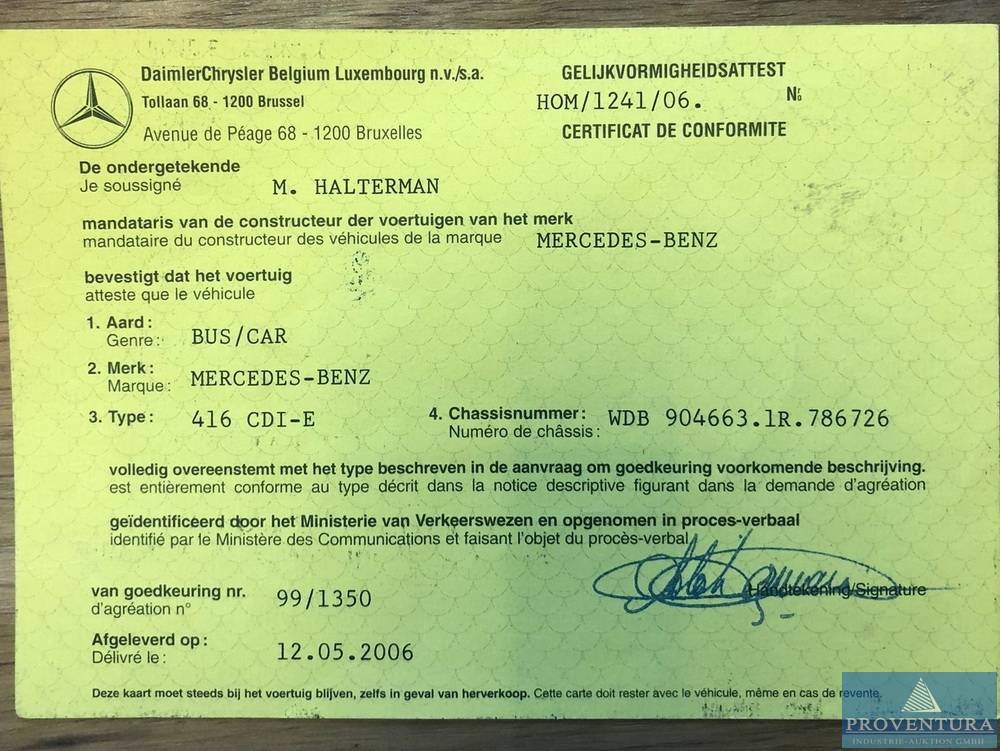 DaimlerChrysler Belgium Luxembourg n.v./s.a.
Tollaan 68 - 1200 Brussel
Avenue de Péage 68 - 1200 Bruxelles
GELIJKVORMIGHEIDSATTEST
HOM/1241/06. Nr/o
CERTIFICAT DE CONFORMITE
De ondergetekende
Je soussigné M. HALTERMAN
mandataris van de constructeur der voertuigen van het merk
mandataire du constructeur des véhicules de la marque MERCEDES-BENZ
bevestigt dat het voertuig
atteste que le véhicule
1. Aard :
Genre : BUS/CAR
2. Merk :
Marque : MERCEDES-BENZ
3. Type : 416 CDI-E
4. Chassisnummer : WDB 904663.1R.786726
Numéro de châssis :
volledig overeenstemt met het type beschreven in de aanvraag om goedkeuring voorkomende beschrijving.
est entièrement conforme au type décrit dans la notice descriptive figurant dans la demande d'agréation
geïdentificeerd door het Ministerie van Verkeerswezen en opgenomen in proces-verbaal
identifié par le Ministère des Communications et faisant l'objet du procès-verbal
Handtekening/Signature
van goedkeuring nr. 99/1350
d'agréation n°
Afgeleverd op : 12.05.2006
Délivré le :
Deze kaart moet steeds bij het voertuig blijven, zelfs in geval van herverkoop. Cette carte doit rester avec le véhicule, même en cas de revente.
PROVENTURA
INDUSTRIE-AUKTION GMBH